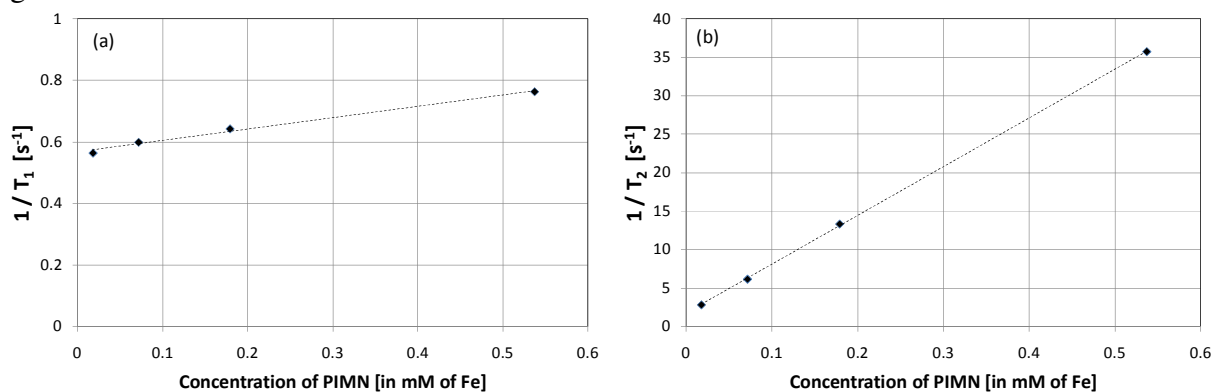 (a)
1 / T1 [s-1]
1
0.8
0.6
0.4
0.2
0
0 0.1 0.2 0.3 0.4 0.5 0.6
Concentration of PIMN [in mM of Fe]
(b)
1 / T2 [s-1]
40
35
30
25
20
15
10
5
0
0 0.1 0.2 0.3 0.4 0.5 0.6
Concentration of PIMN [in mM of Fe]